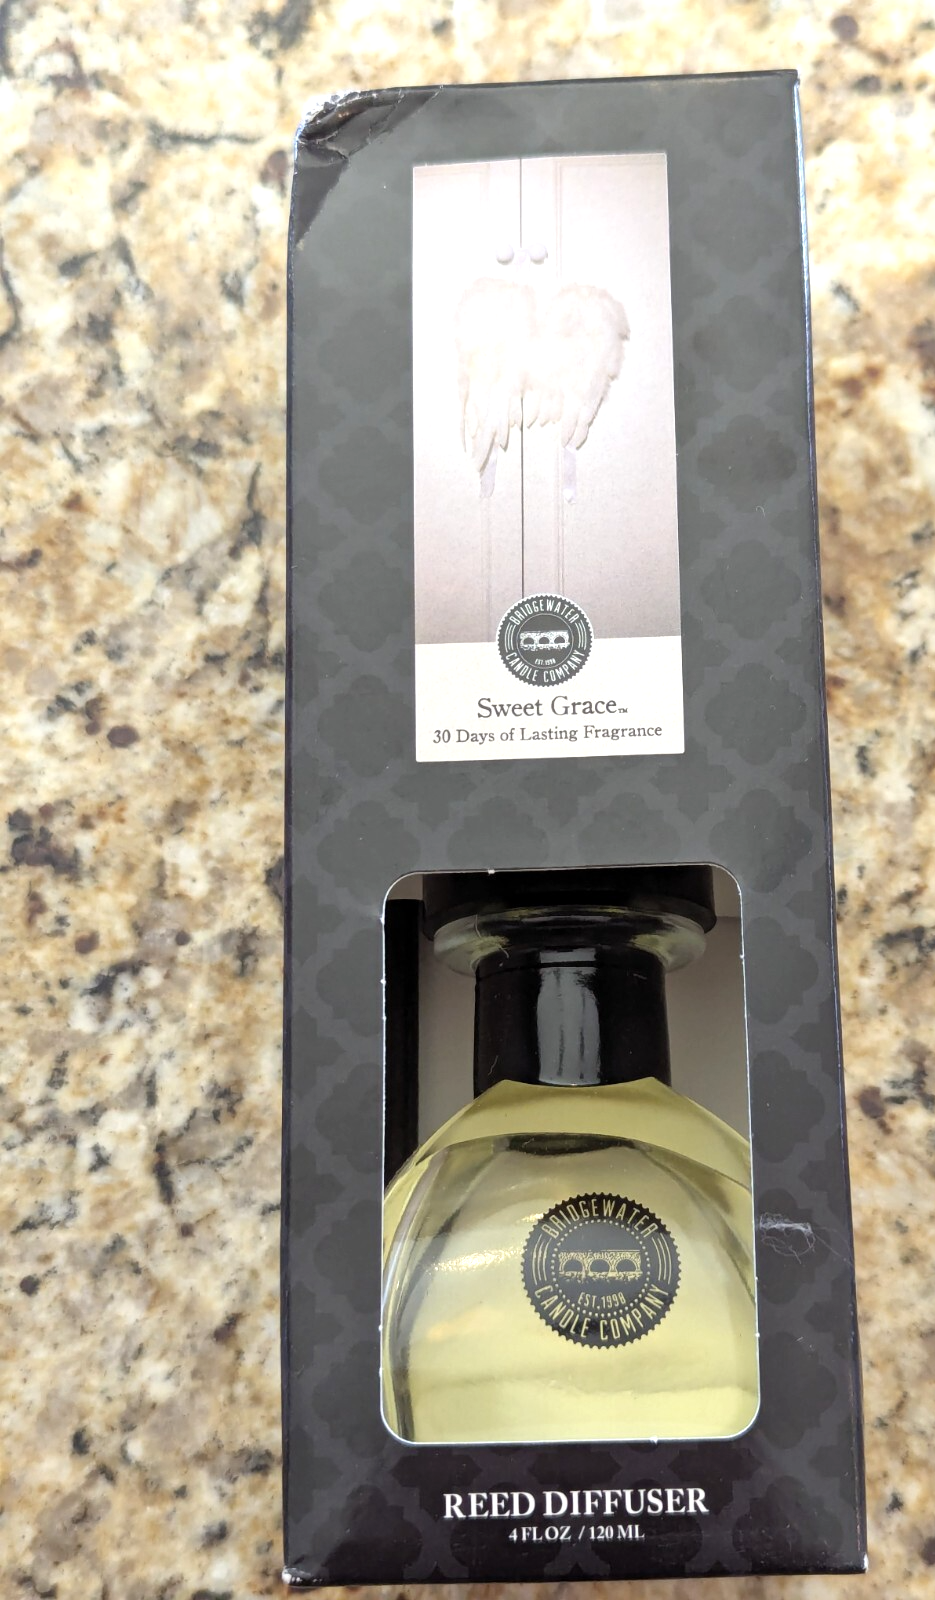 BRIDGEWATER
EST. 1998
CANDLE COMPANY
Sweet Grace™
30 Days of Lasting Fragrance
BRIDGEWATER
EST. 1998
CANDLE COMPANY
REED DIFFUSER
4 FL OZ / 120 ML